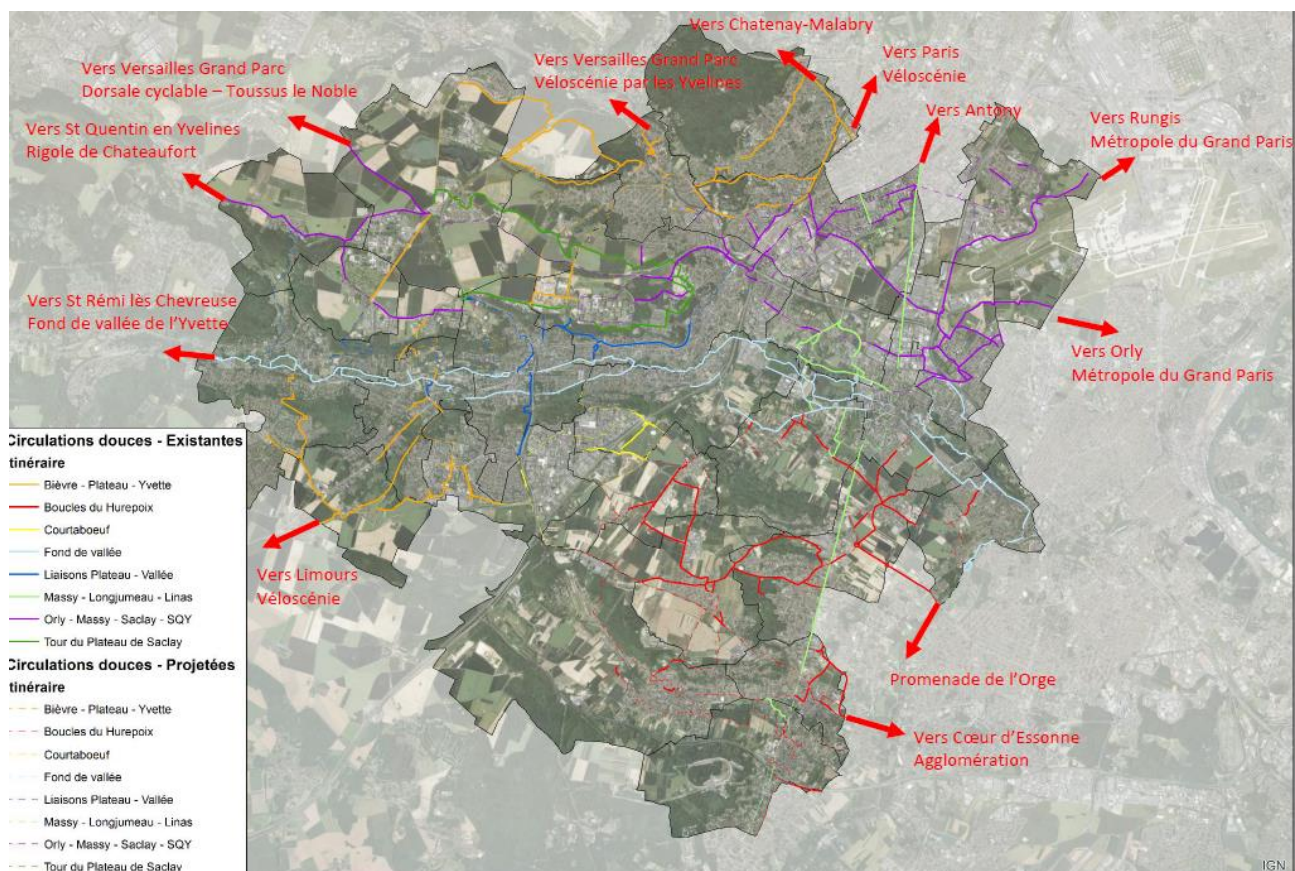 Vers Chatenay-Malabry
Vers Paris
Véloscénie
Vers Versailles Grand Parc
Véloscénie par les Yvelines
Vers Versailles Grand Parc
Dorsale cyclable – Toussus le Noble
Vers Antony
Vers Rungis
Métropole du Grand Paris
Vers St Quentin en Yvelines
Rigole de Chateaufort
Vers St Rémi lès Chevreuse
Fond de vallée de l'Yvette
Vers Orly
Métropole du Grand Paris
Vers Limours
Véloscénie
Promenade de l'Orge
Vers Cœur d'Essonne
Agglomération
Circulations douces - Existantes
tinéraire
Bièvre - Plateau - Yvette
Boucles du Hurepoix
Courtaboeuf
Fond de vallée
Liaisons Plateau - Vallée
Massy - Longjumeau - Linas
Orly - Massy - Saclay - SQY
Tour du Plateau de Saclay
Circulations douces - Projetées
tinéraire
Bièvre - Plateau - Yvette
Boucles du Hurepoix
Courtaboeuf
Fond de vallée
Liaisons Plateau - Vallée
Massy - Longjumeau - Linas
Orly - Massy - Saclay - SQY
Tour du Plateau de Saclay
IGN